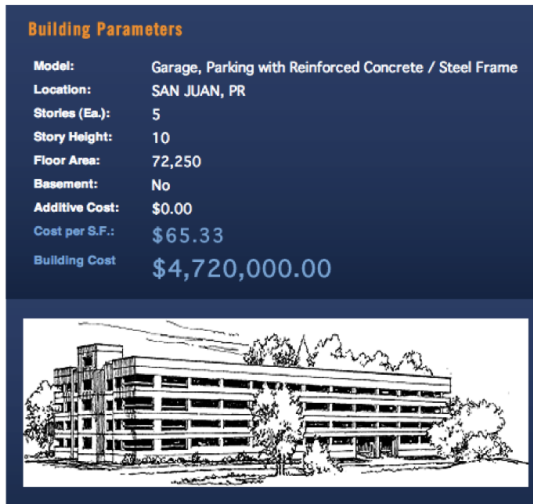 Building Parameters
Model: Garage, Parking with Reinforced Concrete / Steel Frame
Location: SAN JUAN, PR
Stories (Ea.): 5
Story Height: 10
Floor Area: 72,250
Basement: No
Additive Cost: $0.00
Cost per S.F.: $65.33
Building Cost $4,720,000.00